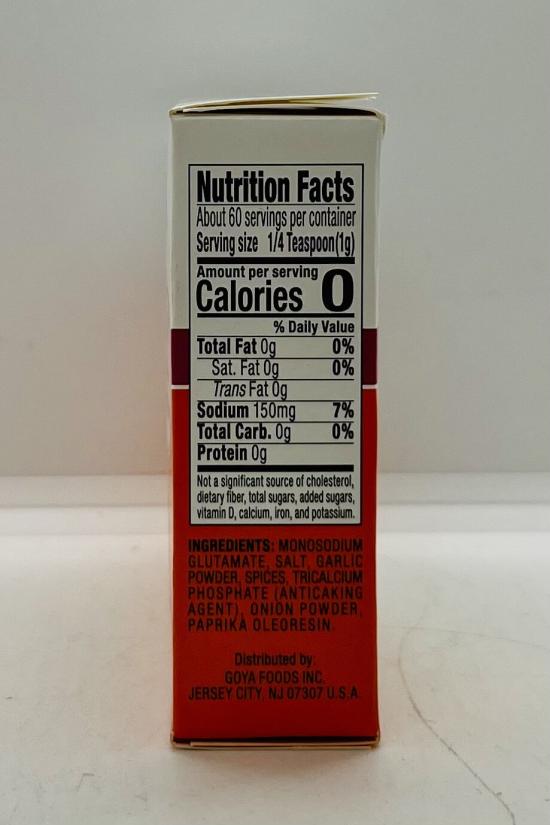 Nutrition Facts
About 60 servings per container
Serving size 1/4 Teaspoon(1g)
Amount per serving
Calories 0
% Daily Value
Total Fat 0g 0%
Sat. Fat 0g 0%
Trans Fat 0g
Sodium 150mg 7%
Total Carb. 0g 0%
Protein 0g
Not a significant source of cholesterol,
dietary fiber, total sugars, added sugars,
vitamin D, calcium, iron, and potassium.
INGREDIENTS: MONOSODIUM
GLUTAMATE, SALT, GARLIC
POWDER, SPICES, TRICALCIUM
PHOSPHATE (ANTICAKING
AGENT), ONION POWDER,
PAPRIKA OLEORESIN.
Distributed by:
GOYA FOODS INC.
JERSEY CITY, NJ 07307 U.S.A.